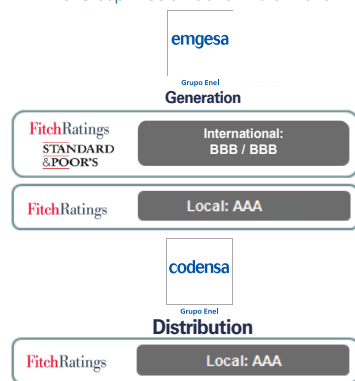 emgesa
Grupo Enel
Generation
FitchRatings
STANDARD
&POOR'S
International:
BBB / BBB
FitchRatings
Local: AAA
codensa
Grupo Enel
Distribution
FitchRatings
Local: AAA